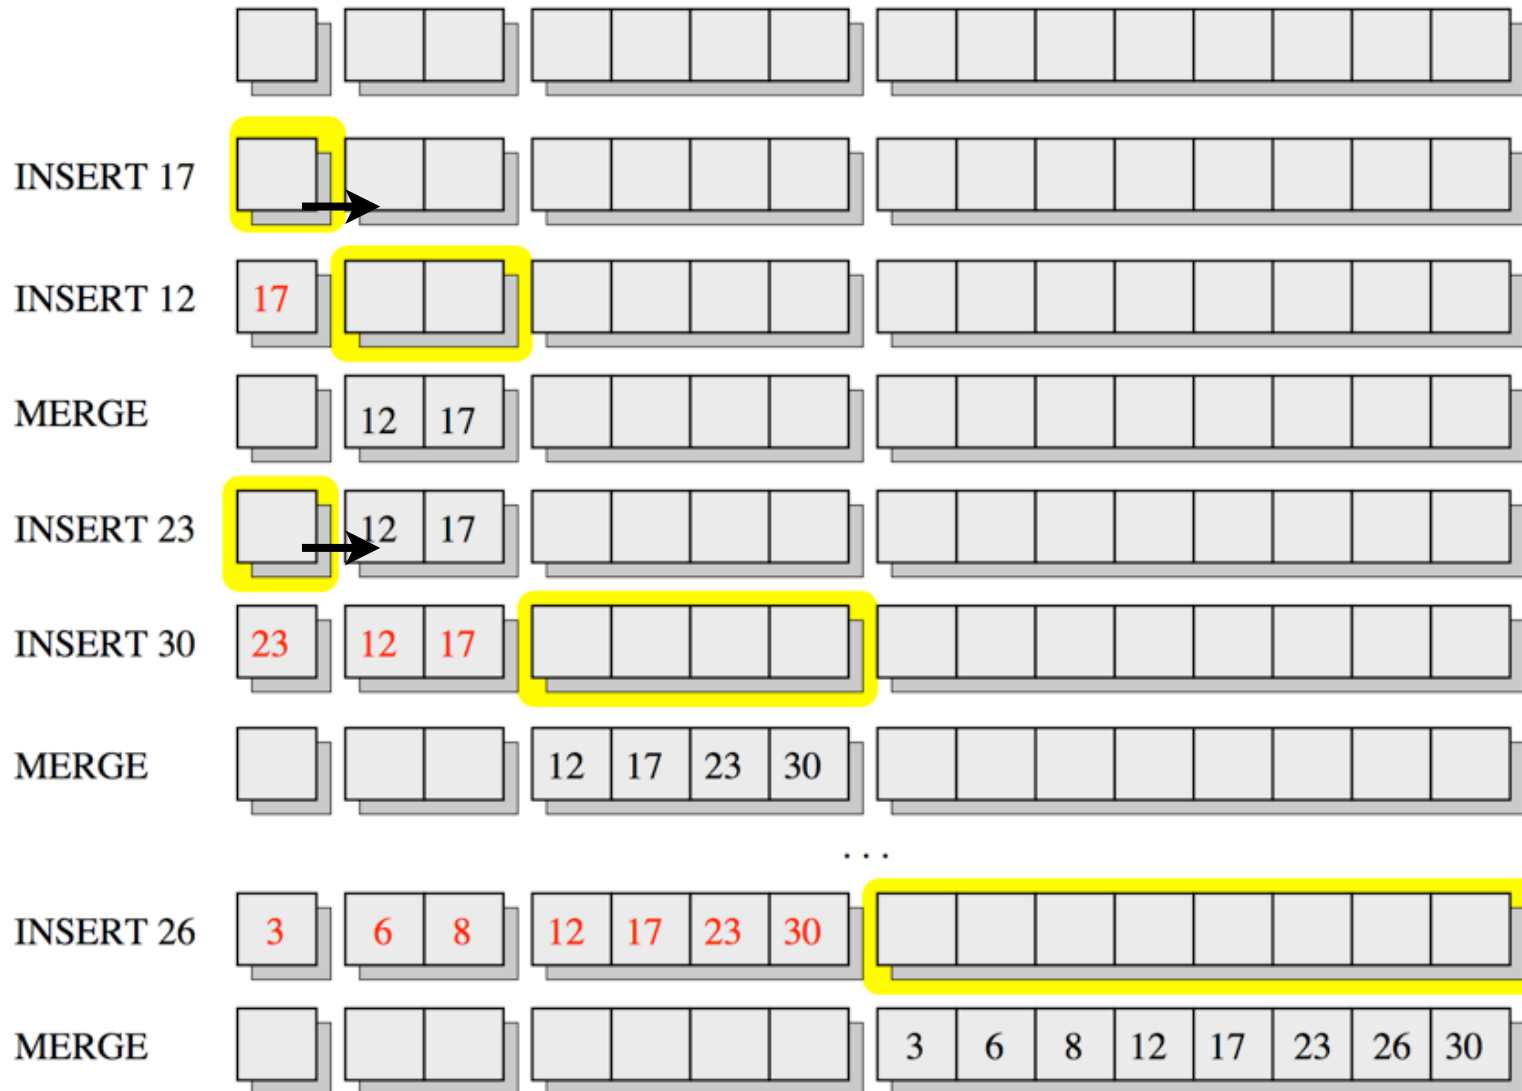 INSERT 17
INSERT 12 17
MERGE 12 17
INSERT 23 12 17
INSERT 30 23 12 17
MERGE 12 17 23 30
. . .
INSERT 26 3 6 8 12 17 23 30
MERGE 3 6 8 12 17 23 26 30